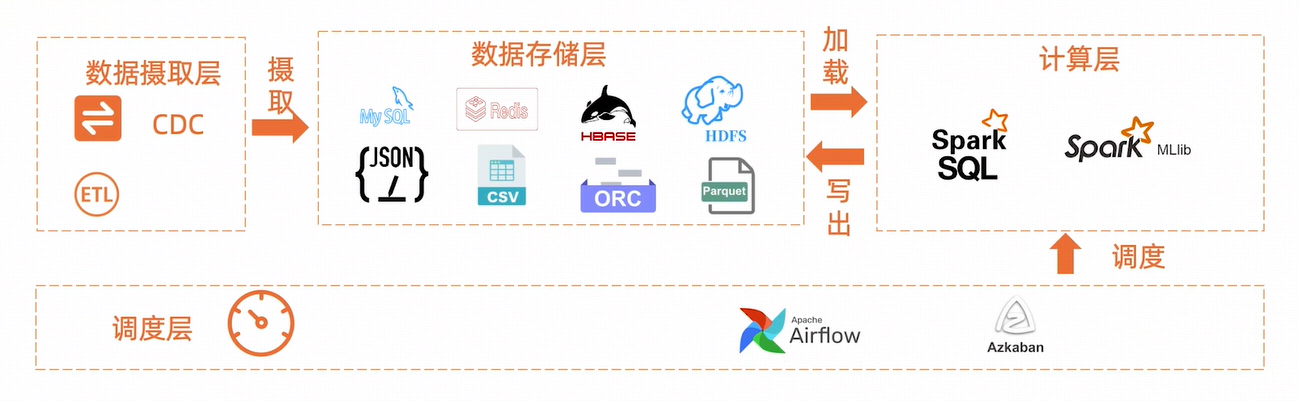 数据摄取层
CDC
ETL
摄取
数据存储层
MySQL
Redis
HBASE
HDFS
{JSON}
CSV
ORC
Parquet
加载
写出
计算层
Spark
SQL
Spark MLlib
调度
调度层
Apache
Airflow
Azkaban